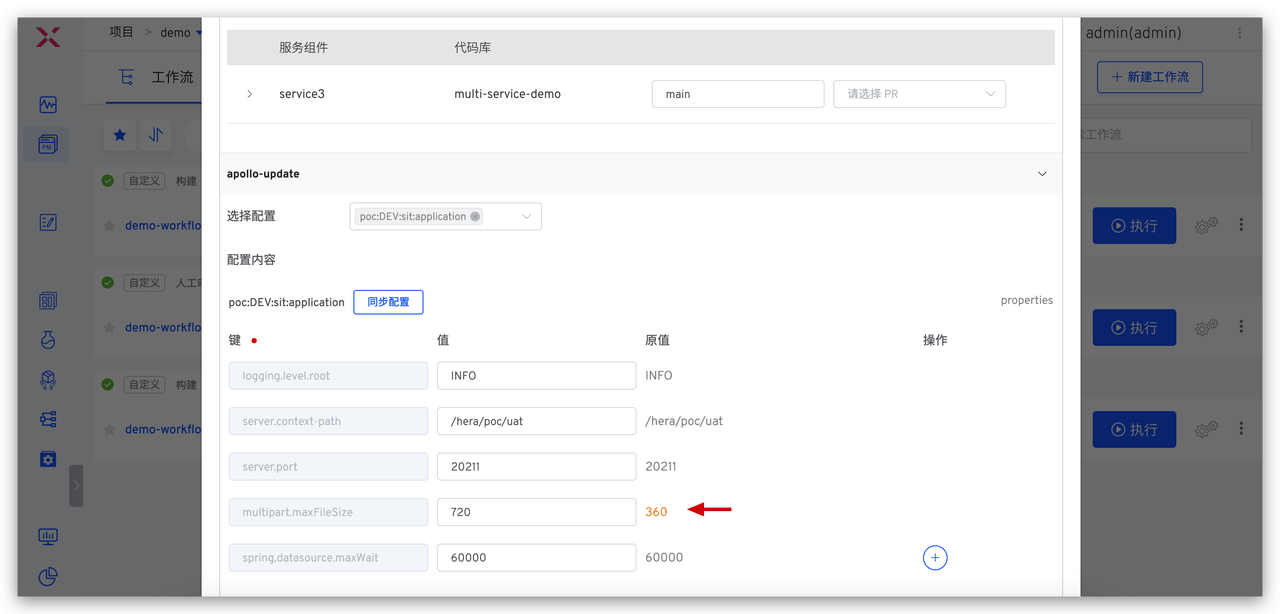 项目 > demo
admin(admin)
工作流
新建工作流
服务组件 代码库
service3 multi-service-demo main 请选择 PR
工作流
自定义 构建
demo-workflo
执行
自定义 人工
demo-workflo
执行
自定义 构建
demo-workflo
执行
apollo-update
选择配置 poc:DEV:sit:application
配置内容
poc:DEV:sit:application 同步配置 properties
键 值 原值 操作
logging.level.root INFO INFO
server.context-path /hera/poc/uat /hera/poc/uat
server.port 20211 20211
multipart.maxFileSize 720 360
spring.datasource.maxWait 60000 60000